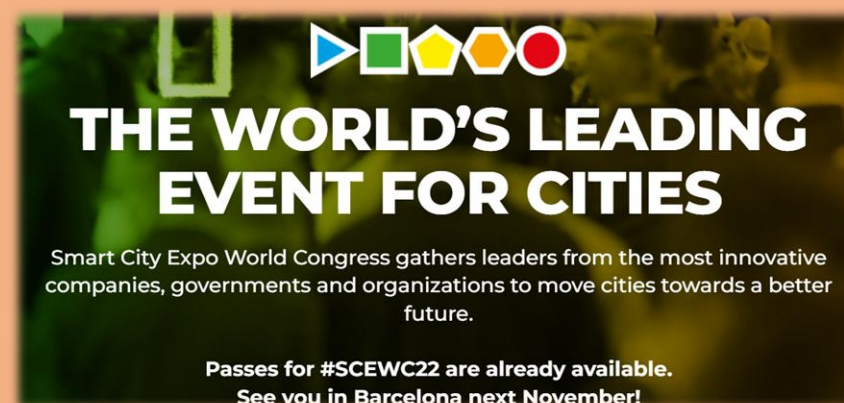 THE WORLD'S LEADING
EVENT FOR CITIES
Smart City Expo World Congress gathers leaders from the most innovative
companies, governments and organizations to move cities towards a better
future.
Passes for #SCEWC22 are already available.
See you in Barcelona next November!